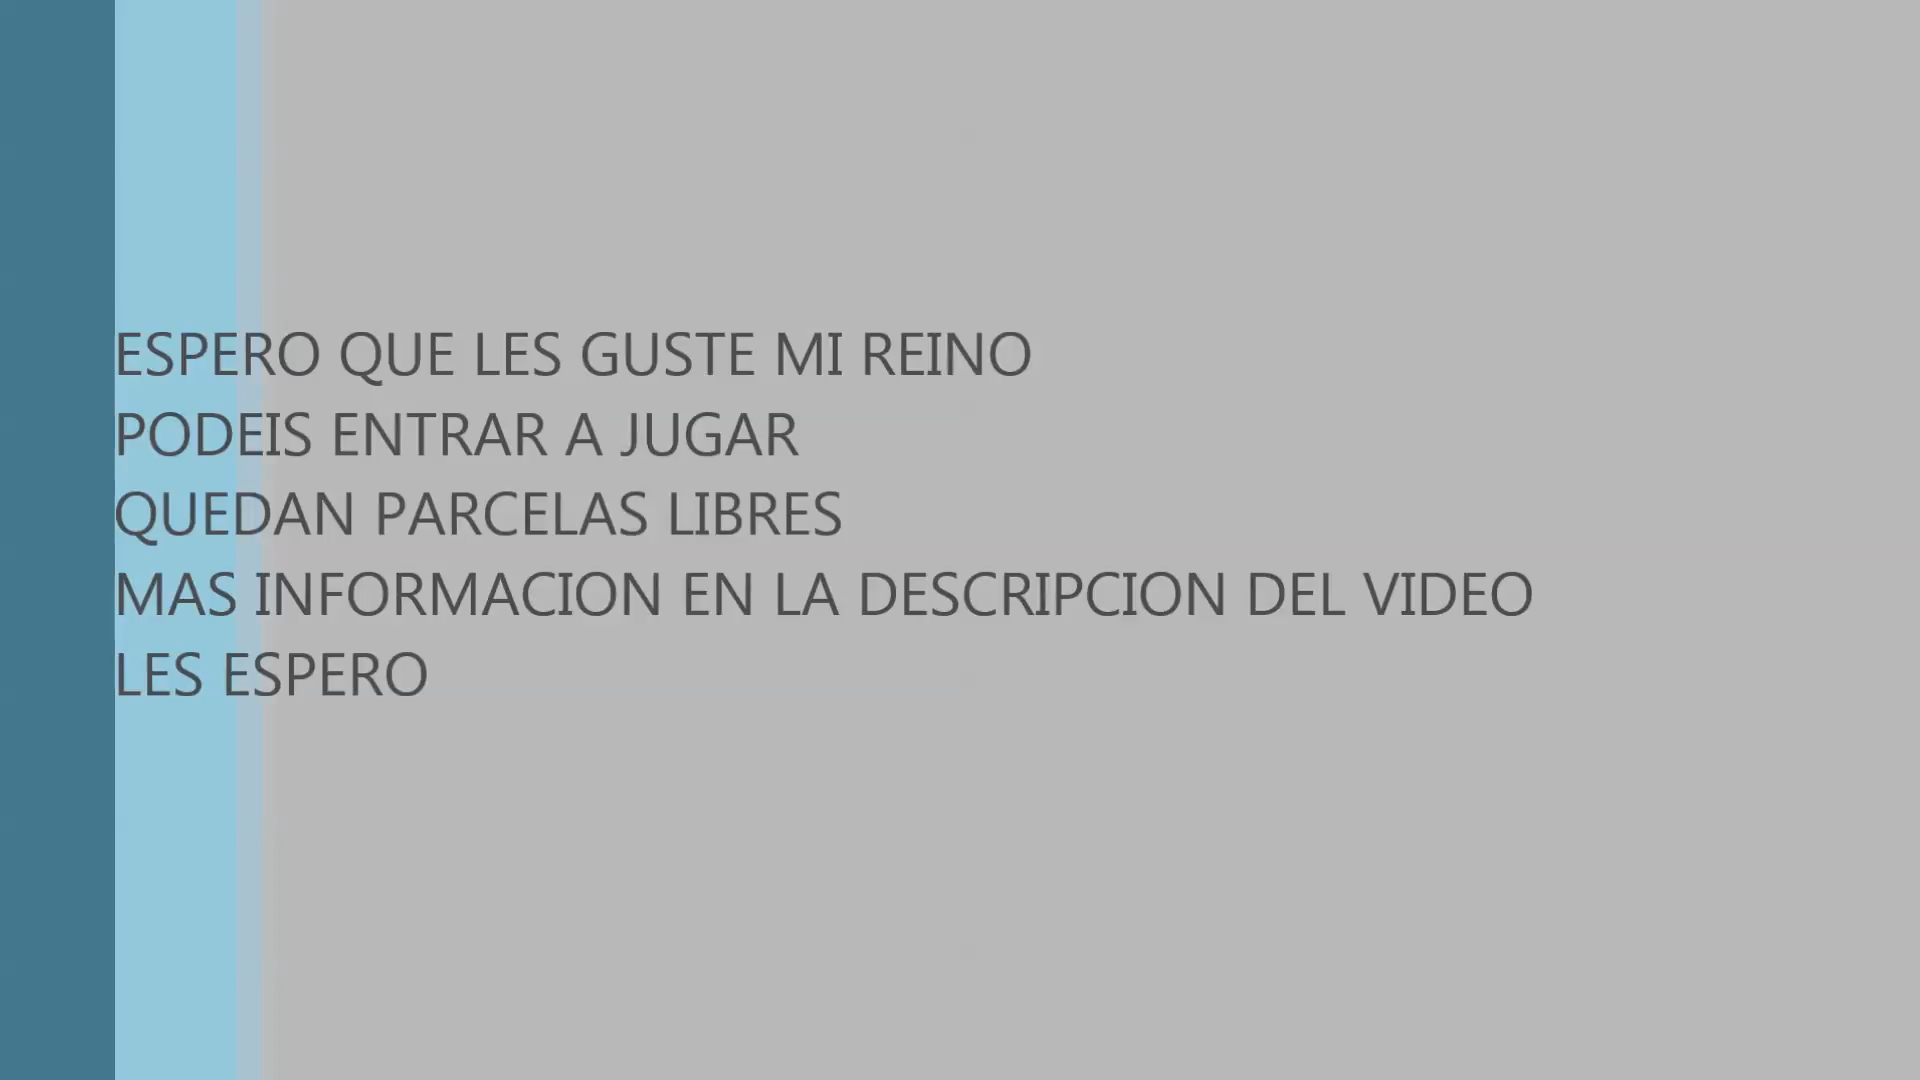 ESPERO QUE LES GUSTE MI REINO
PODEIS ENTRAR A JUGAR
QUEDAN PARCELAS LIBRES
MAS INFORMACION EN LA DESCRIPCION DEL VIDEO
LES ESPERO